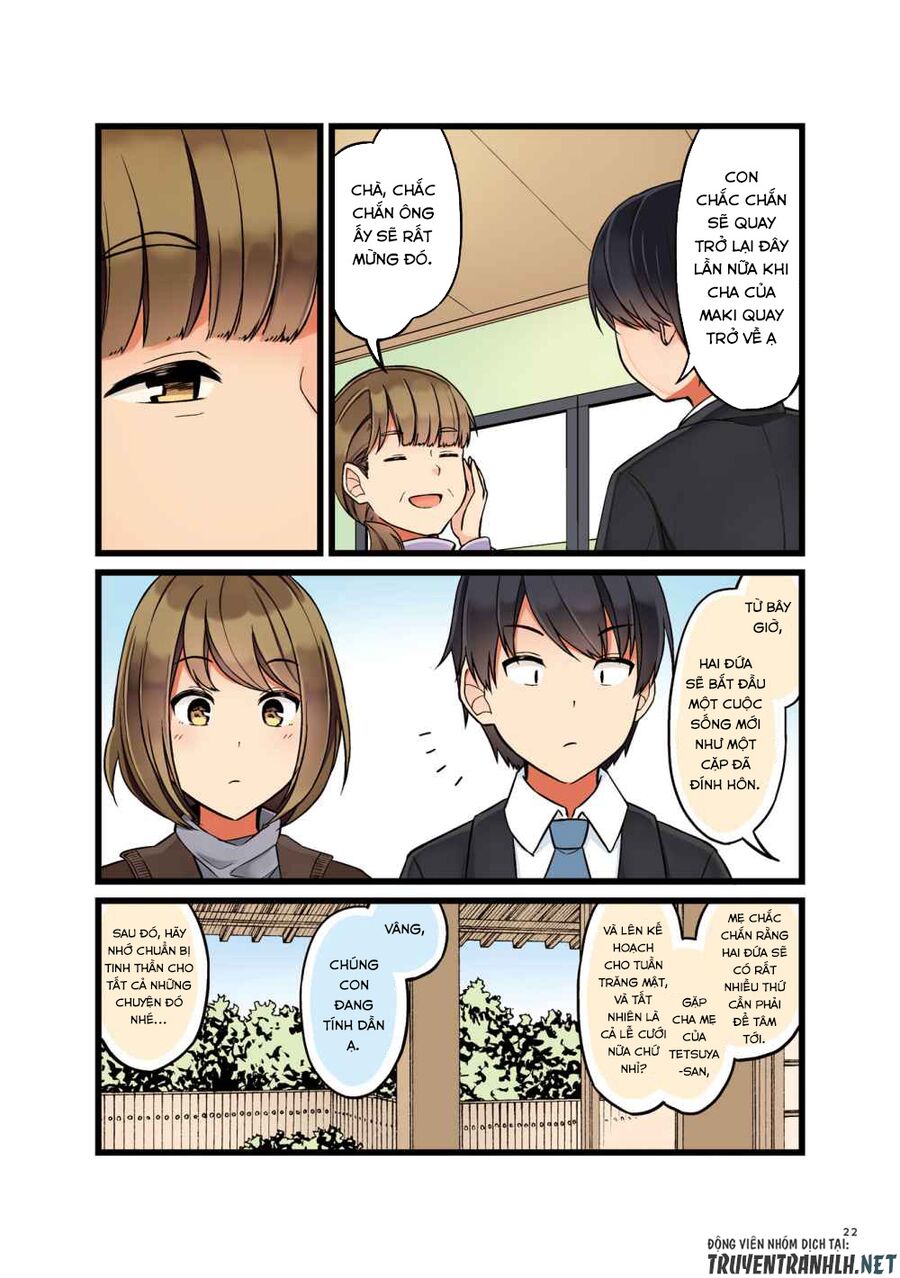 CON
CHẮC CHẮN
SẼ QUAY
TRỞ LẠI ĐÂY
LẦN NỮA KHI
CHA CỦA
MAKI QUAY
TRỞ VỀ Ạ
CHÀ, CHẮC
CHẮN ÔNG
ẤY SẼ RẤT
MỪNG ĐÓ.
TỪ BÂY
GIỜ,
HAI ĐỨA
SẼ BẮT ĐẦU
MỘT CUỘC
SỐNG MỚI
NHƯ MỘT
CẶP ĐÃ
ĐÍNH HÔN.
MẸ CHẮC
CHẮN RẰNG
HAI ĐỨA SẼ
CÓ RẤT
NHIỀU THỨ
CẦN PHẢI
ĐỂ TÂM
TỚI.
GẶP
CHA MẸ
CỦA
TETSUYA
-SAN,
VÀ LÊN KẾ
HOẠCH
CHO TUẦN
TRĂNG MẬT,
VÀ TẤT
NHIÊN LÀ
CẢ LỄ CƯỚI
NỮA CHỨ
NHỈ?
VÂNG,
CHÚNG
CON
ĐANG
TÍNH DẦN
Ạ.
SAU ĐÓ, HÃY
NHỚ CHUẨN BỊ
TINH THẦN CHO
TẤT CẢ NHỮNG
CHUYỆN ĐÓ
NHÉ...
22
ĐỘNG VIÊN NHÓM DỊCH TẠI:
TRUYENTRANHLH.NET